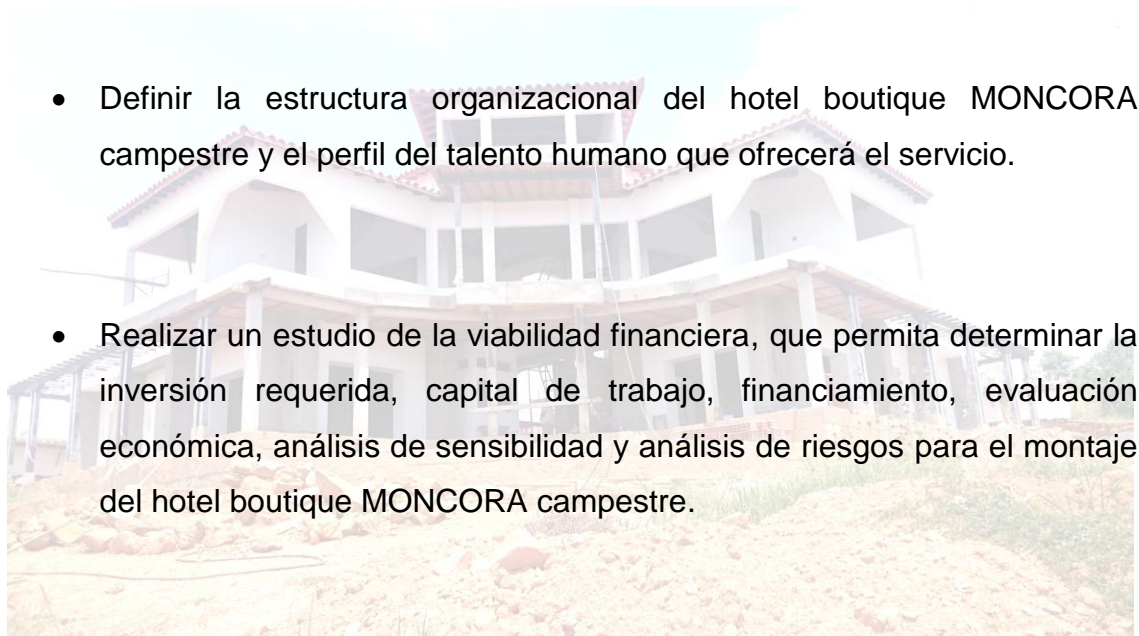 • Definir la estructura organizacional del hotel boutique MONCORA
campestre y el perfil del talento humano que ofrecerá el servicio.
• Realizar un estudio de la viabilidad financiera, que permita determinar la
inversión requerida, capital de trabajo, financiamiento, evaluación
económica, análisis de sensibilidad y análisis de riesgos para el montaje
del hotel boutique MONCORA campestre.